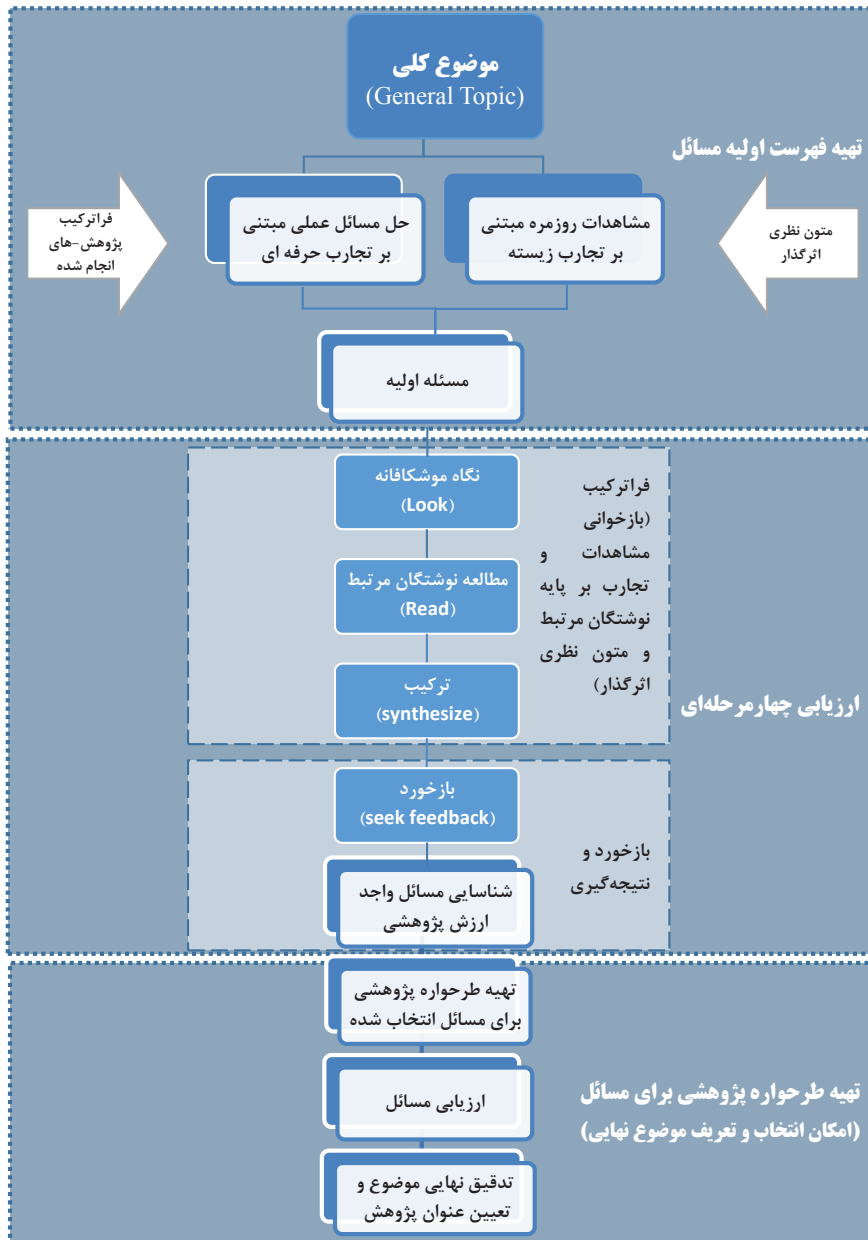 موضوع کلی
(General Topic)
تهیه فهرست اولیه مسائل
متون نظری
اثرگذار
مشاهدات روزمره مبتنی
بر تجارب زیسته
حل مسائل عملی مبتنی
بر تجارب حرفه ای
فراترکیب
پژوهش-های
انجام شده
مسئله اولیه
ارزیابی چهارمرحله‌ای
فراترکیب
(بازخوانی
مشاهدات و
تجارب بر پایه
نوشتگان مرتبط
و متون نظری
اثرگذار)
نگاه موشکافانه
(Look)
مطالعه نوشتگان مرتبط
(Read)
ترکیب
(synthesize)
بازخورد و
نتیجه‌گیری
بازخورد
(seek feedback)
شناسایی مسائل واجد
ارزش پژوهشی
تهیه طرحواره پژوهشی برای مسائل
(امکان انتخاب و تعریف موضوع نهایی)
تهیه طرحواره پژوهشی
برای مسائل انتخاب شده
ارزیابی مسائل
تدقیق نهایی موضوع و
تعیین عنوان پژوهش